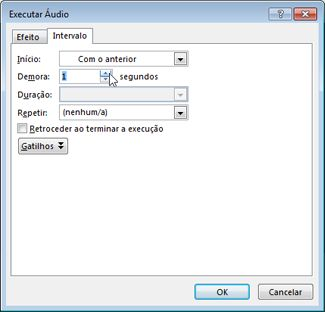 Executar Áudio
Efeito Intervalo
Início: Com o anterior
Demora: 1 segundos
Duração:
Repetir: (nenhum/a)
Retroceder ao terminar a execução
Gatilhos
OK Cancelar